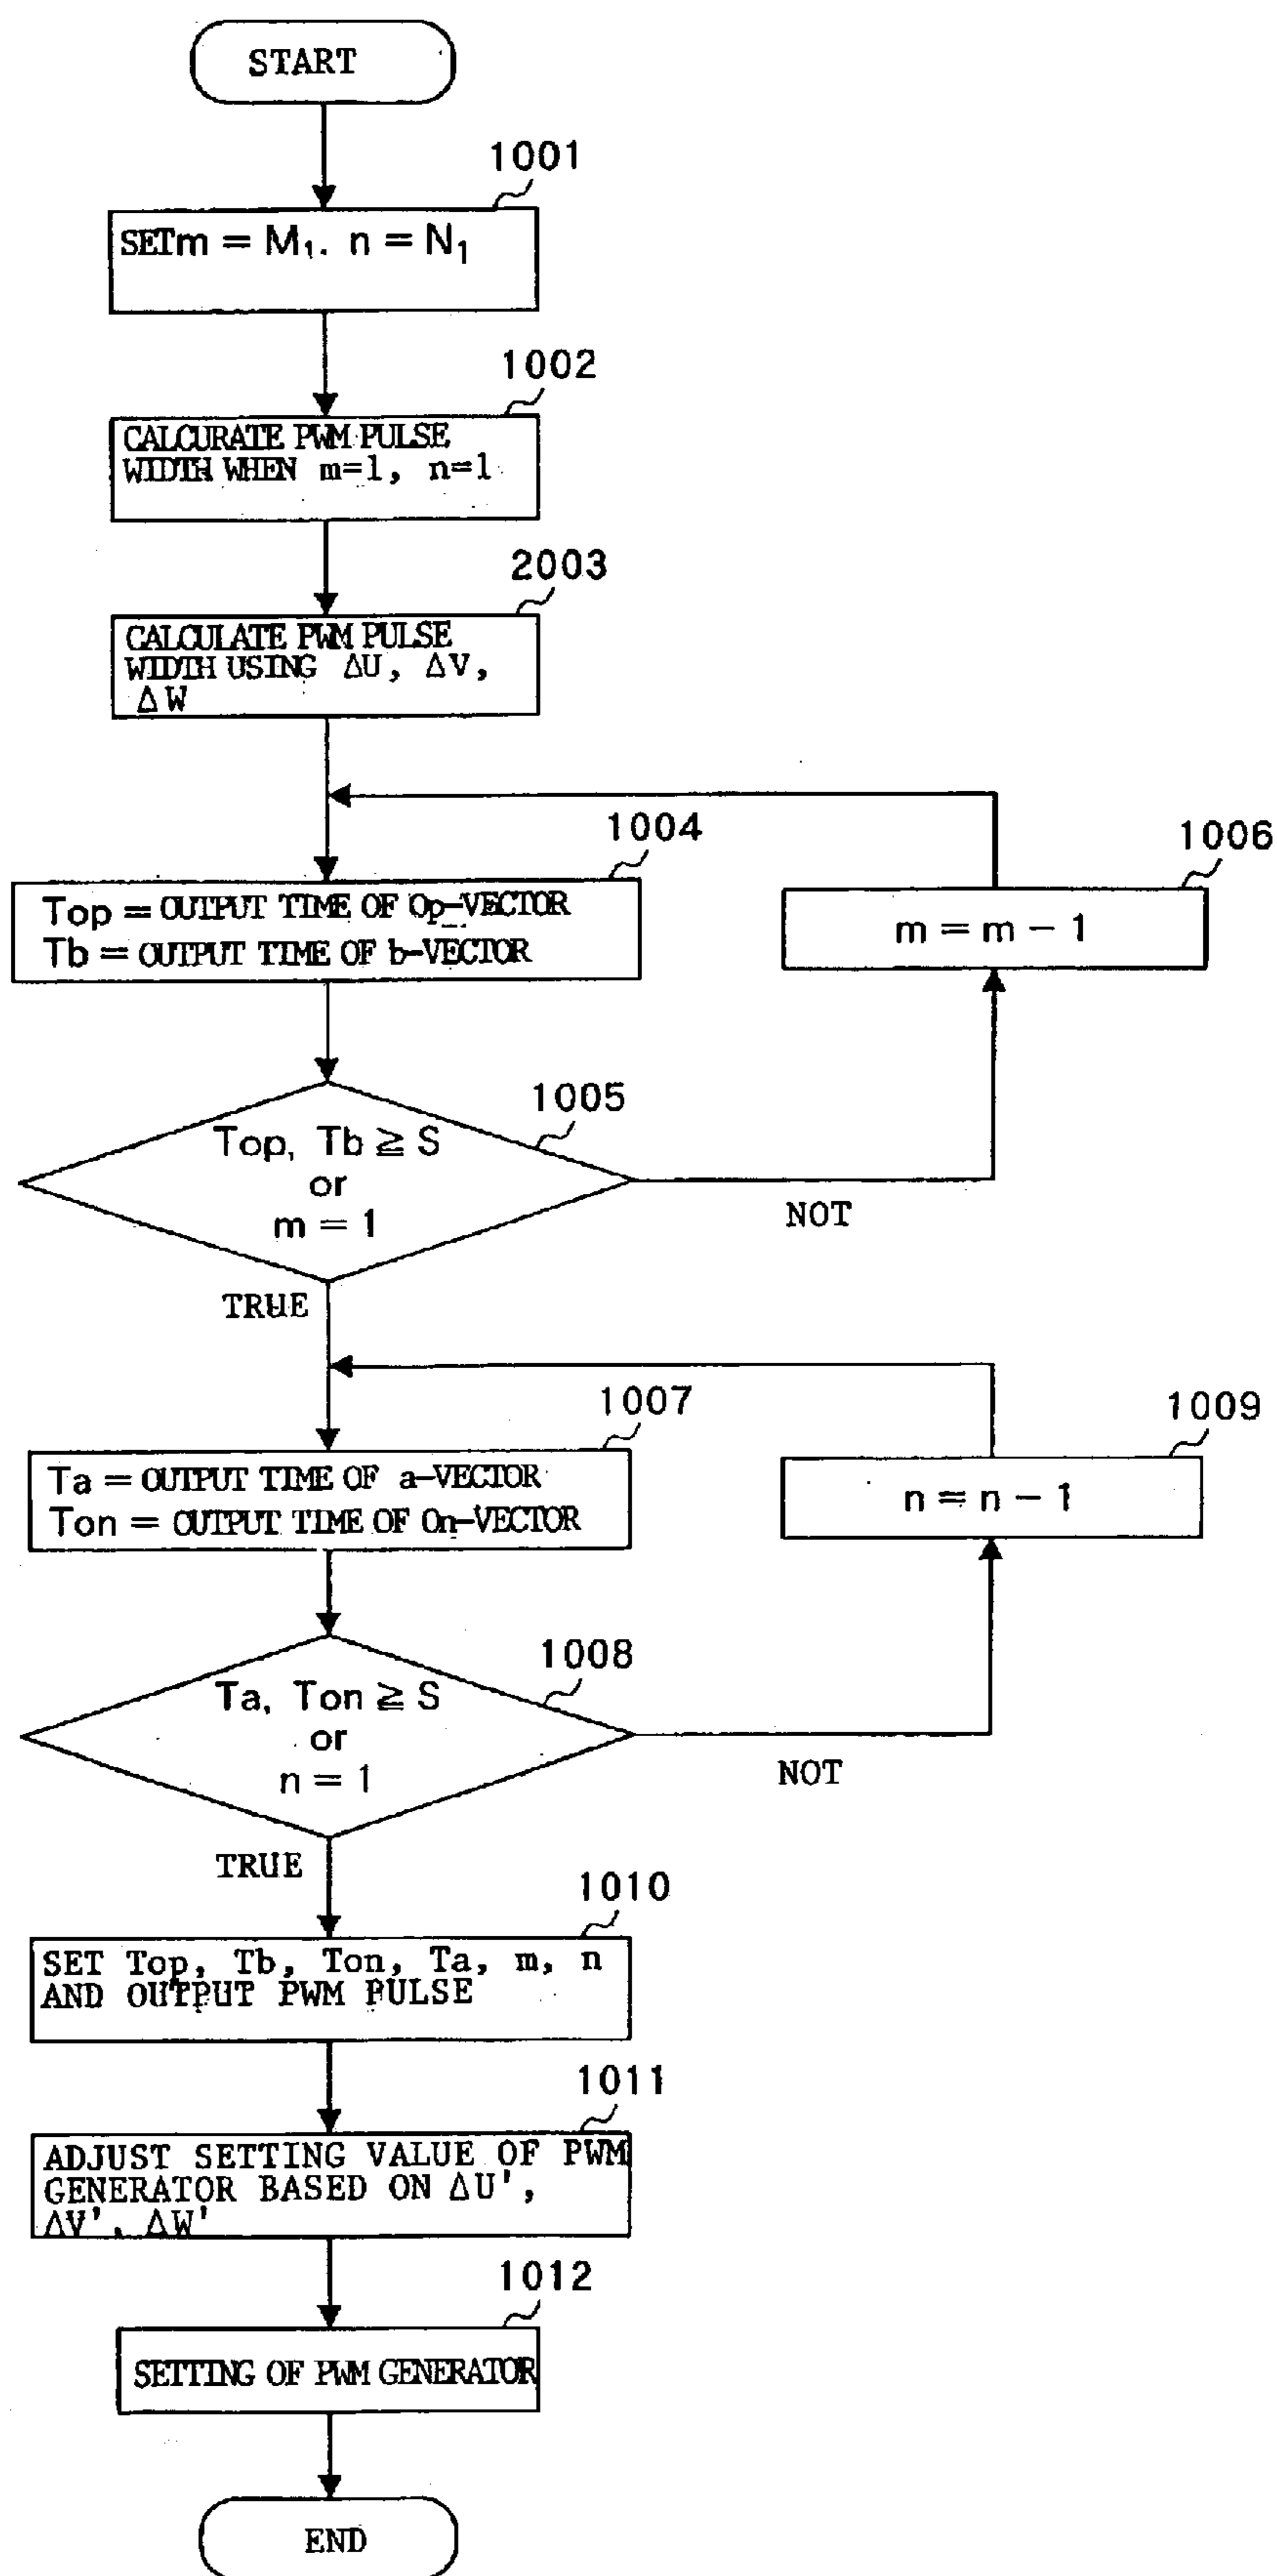 START
1001
SET m = M₁. n = N₁
1002
CALCURATE PWM PULSE
WIDTH WHEN m=1, n=1
2003
CALCULATE PWM PULSE
WIDTH USING ΔU, ΔV,
ΔW
1004
Top = OUTPUT TIME OF Op-VECTOR
Tb = OUTPUT TIME OF b-VECTOR
1006
m = m - 1
1005
Top, Tb ≧ S
or
m = 1
NOT
TRUE
1007
Ta = OUTPUT TIME OF a-VECTOR
Ton = OUTPUT TIME OF On-VECTOR
1009
n = n - 1
1008
Ta, Ton ≧ S
or
n = 1
NOT
TRUE
1010
SET Top, Tb, Ton, Ta, m, n
AND OUTPUT PWM PULSE
1011
ADJUST SETTING VALUE OF PWM
GENERATOR BASED ON ΔU',
ΔV', ΔW'
1012
SETTING OF PWM GENERATOR
END